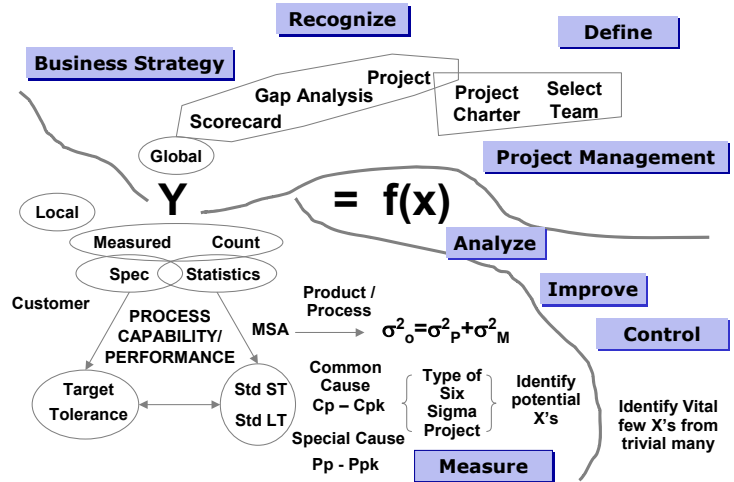 Recognize
Define
Business Strategy
Project
Gap Analysis
Scorecard
Project
Charter
Select
Team
Global
Project Management
Local
Y = f(x)
Measured Count
Analyze
Spec Statistics
Improve
Customer
Product /
Process
PROCESS
CAPABILITY/
PERFORMANCE
MSA
σ²o=σ²P+σ²M
Control
Target
Tolerance
Std ST
Std LT
Common
Cause
Cp – Cpk
Special Cause
Pp - Ppk
Type of
Six
Sigma
Project
Identify
potential
X's
Identify Vital
few X's from
trivial many
Measure